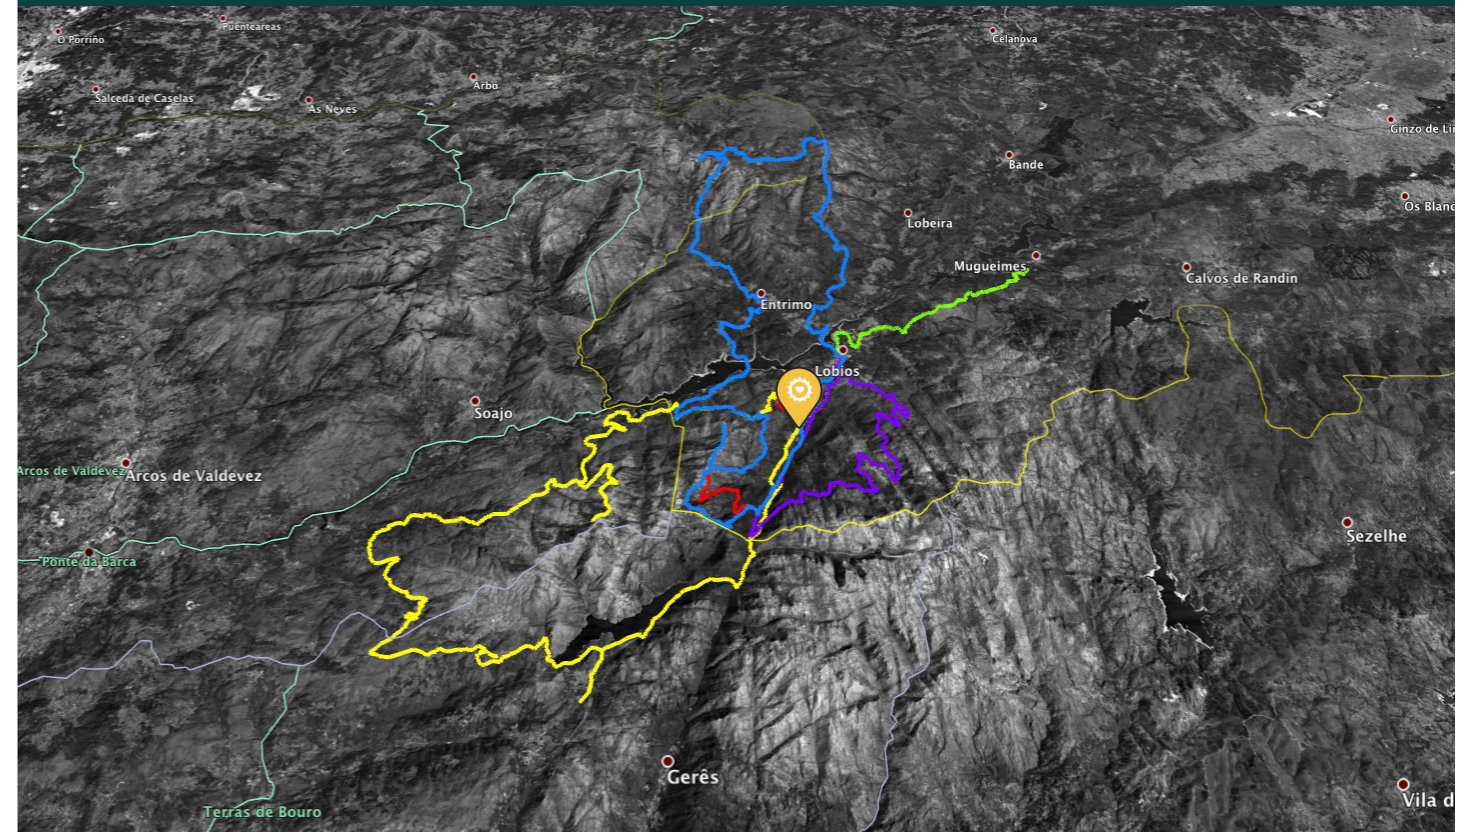 Puenteareas
O Porriño
Celanova
Arbo
Salceda de Caselas
As Neves
Ginzo de Li
Bande
Os Blanc
Lobeira
Mugueimes
Calvos de Randin
Entrimo
Lobios
Soajo
Arcos de Valdevez
Arcos de Valdevez
Sezelhe
Ponte da Barca
Gerês
Vila d
Terras de Bouro